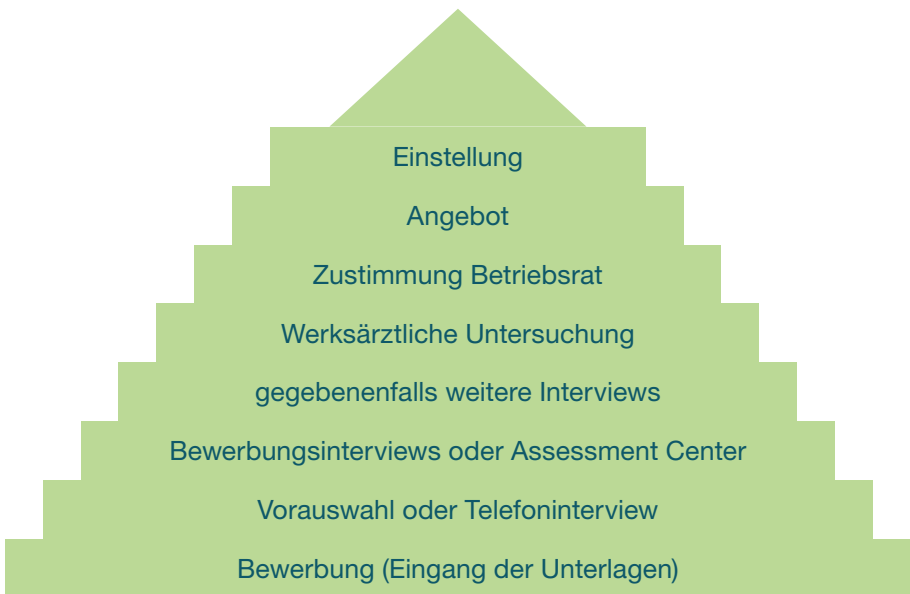 Einstellung
Angebot
Zustimmung Betriebsrat
Werksärztliche Untersuchung
gegebenenfalls weitere Interviews
Bewerbungsinterviews oder Assessment Center
Vorauswahl oder Telefoninterview
Bewerbung (Eingang der Unterlagen)